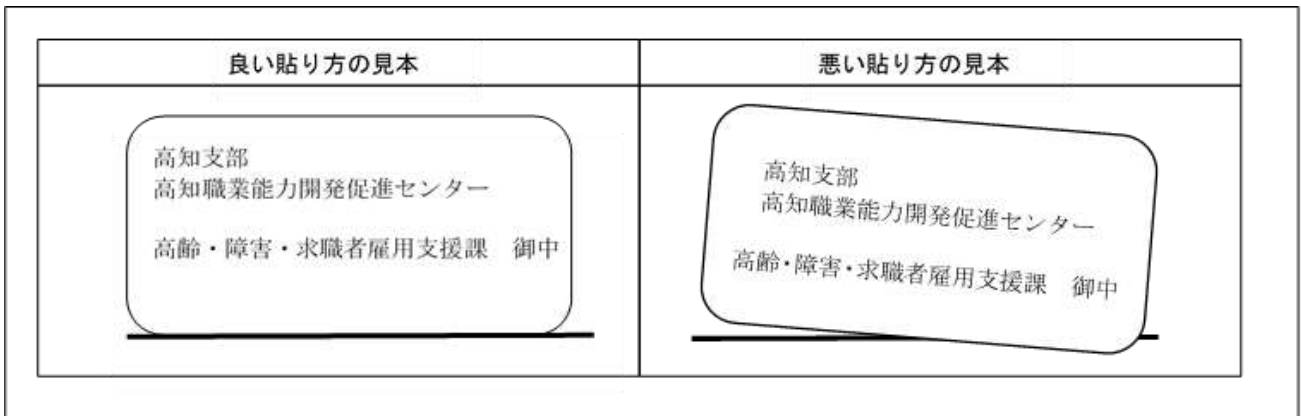 良い貼り方の見本
悪い貼り方の見本
高知支部
高知職業能力開発促進センター
高齢・障害・求職者雇用支援課　御中
高知支部
高知職業能力開発促進センター
高齢・障害・求職者雇用支援課　御中